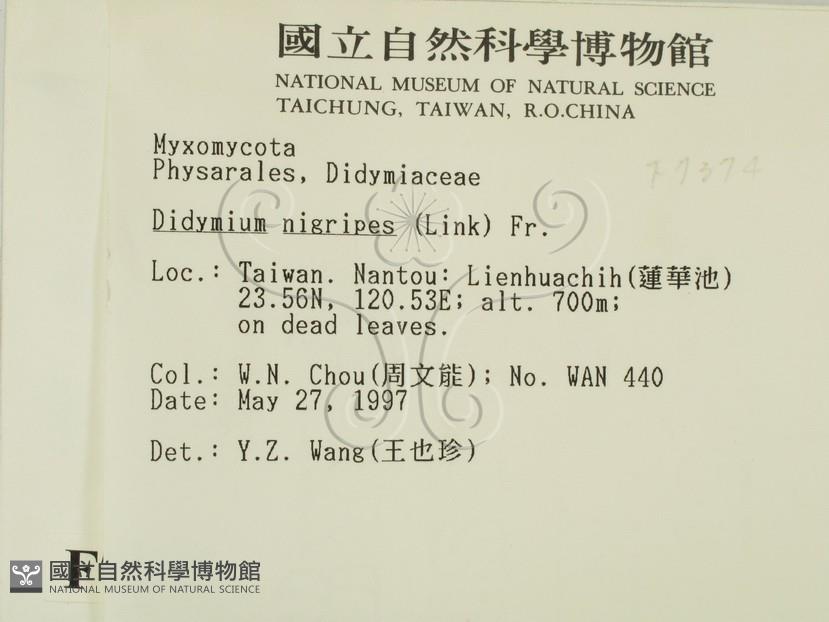 國立自然科學博物館
NATIONAL MUSEUM OF NATURAL SCIENCE
TAICHUNG, TAIWAN, R.O.CHINA
Myxomycota
Physarales, Didymiaceae
F7374
Didymium nigripes (Link) Fr.
Loc.: Taiwan. Nantou: Lienhuachih(蓮華池)
23.56N, 120.53E; alt. 700m;
on dead leaves.
Col.: W.N. Chou(周文能); No. WAN 440
Date: May 27, 1997
Det.: Y.Z. Wang(王也珍)
F
國立自然科學博物館
NATIONAL MUSEUM OF NATURAL SCIENCE